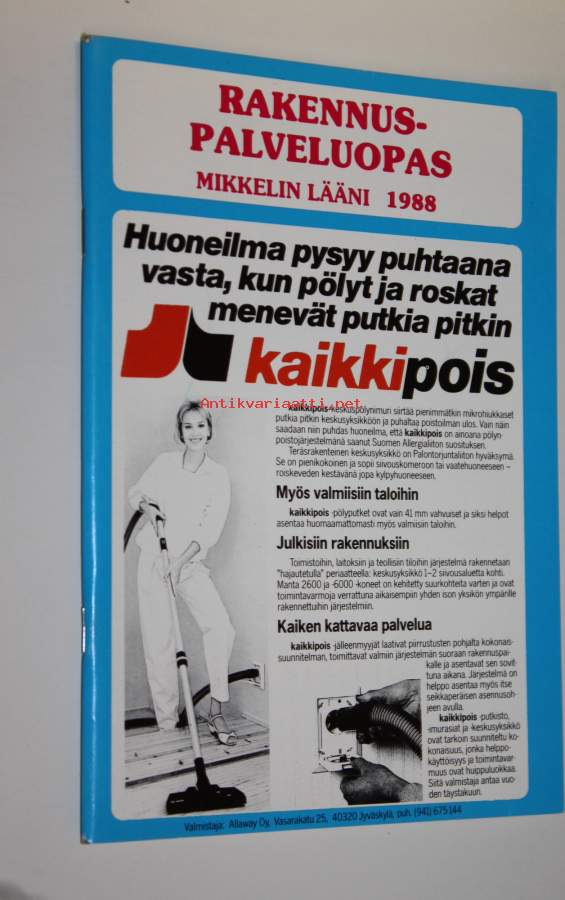 RAKENNUS-
PALVELUOPAS
MIKKELIN LÄÄNI 1988
Huoneilma pysyy puhtaana
vasta, kun pölyt ja roskat
menevät putkia pitkin
kaikkipois
Antikvariaatti.net
kaikkipois-keskuspölynimuri siirtää pienimmätkin mikrohiukkaset
putkia pitkin keskusyksikköön ja puhaltaa poistoilman ulos. Vain näin
saadaan niin puhdas huoneilma, että kaikkipois on ainoana pölyn-
poistojärjestelmänä saanut Suomen Allergialiiton suosituksen.
Teräsrakenteinen keskusyksikkö on Palontorjuntaliiton hyväksymä.
Se on pienikokoinen ja sopii siivouskomeroon tai vaatehuoneeseen –
roiskeveden kestävänä jopa kylpyhuoneeseen.
Myös valmiisiin taloihin
kaikkipois -pölyputket ovat vain 41 mm vahvuiset ja siksi helpot
asentaa huomaamattomasti myös valmiisiin taloihin.
Julkisiin rakennuksiin
Toimistoihin, laitoksiin ja teollisiin tiloihin järjestelmä rakennetaan
"hajautetulla" periaatteella: keskusyksikkö 1–2 siivousaluetta kohti.
Manta 2600 ja -6000 -koneet on kehitetty suurkohteita varten ja ovat
toimintavarmoja verrattuna aikaisempiin yhden ison yksikön ympärille
rakennettuihin järjestelmiin.
Kaiken kattavaa palvelua
kaikkipois -jälleenmyyjät laativat piirrustusten pohjalta kokonais-
suunnitelman, toimittavat valmiin järjestelmän suoraan rakennuspai-
kalle ja asentavat sen sovit-
tuna aikana. Järjestelmä on
helppo asentaa myös itse
seikkaperäisen asennusoh-
jeen avulla.
kaikkipois -putkisto,
-imurasiat ja -keskusyksikkö
ovat tarkoin suunniteltu ko-
konaisuus, jonka helppo-
käyttöisyys ja toimintavar-
muus ovat huippuluokkaa.
Siitä valmistaja antaa vuo-
den täystakuun.
Valmistaja: Allaway Oy, Vasarakatu 25, 40320 Jyväskylä, puh. (941) 675 144